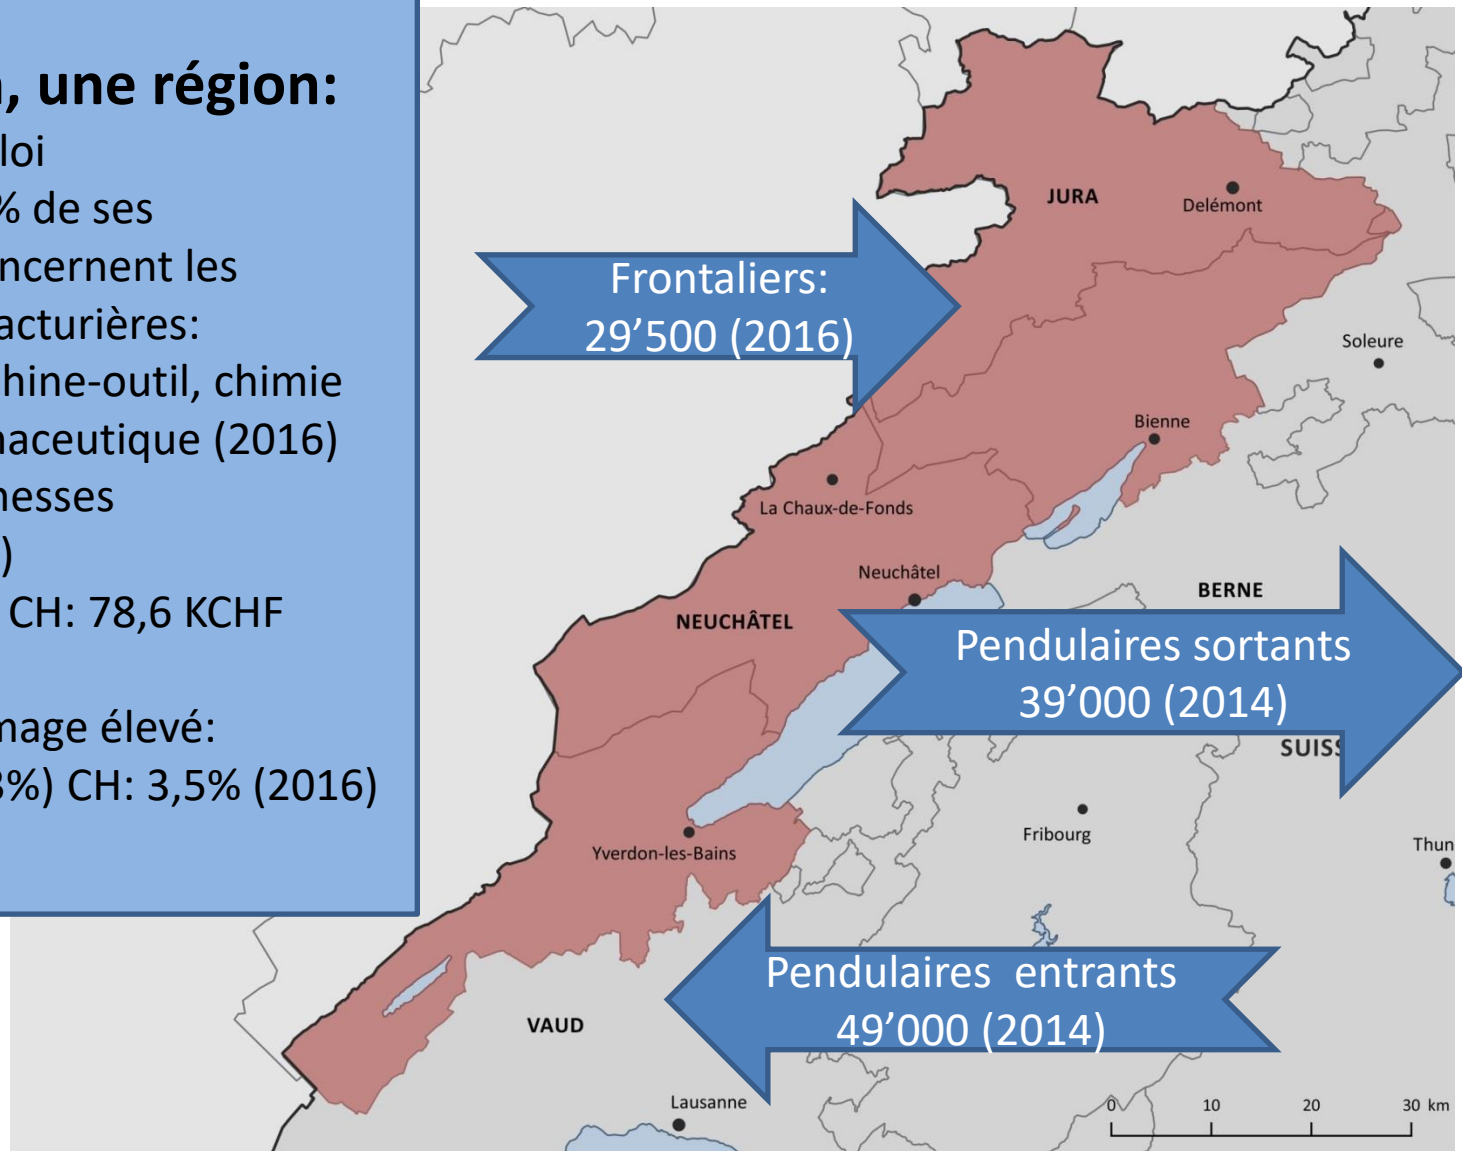 , une région:
loi
% de ses
ncernent les
acturières:
hine-outil, chimie
naceutique (2016)
nesses
)
CH: 78,6 KCHF
mage élevé:
3%) CH: 3,5% (2016)
JURA
Delémont
Frontaliers:
29’500 (2016)
Soleure
Bienne
La Chaux-de-Fonds
Neuchâtel
BERNE
NEUCHÂTEL
Pendulaires sortants
39’000 (2014)
SUISS
Fribourg
Thun
Yverdon-les-Bains
Pendulaires entrants
49’000 (2014)
VAUD
Lausanne
0 10 20 30 km